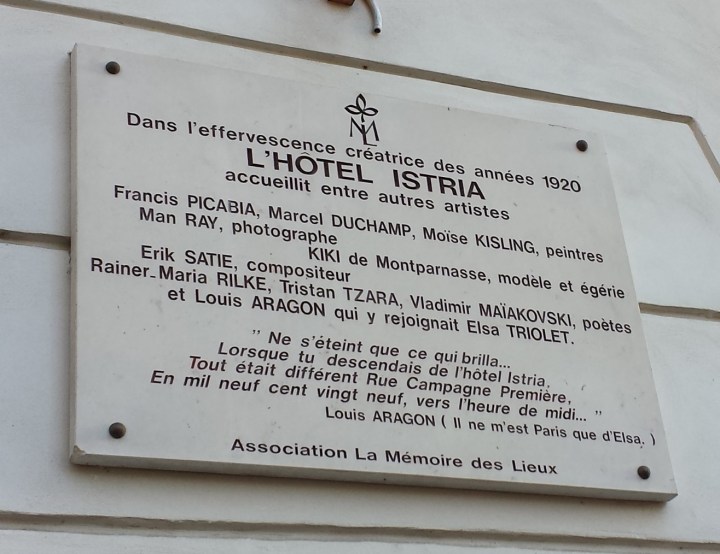 ML
Dans l'effervescence créatrice des années 1920
L'HÔTEL ISTRIA
accueillit entre autres artistes
Francis PICABIA, Marcel DUCHAMP, Moïse KISLING, peintres
Man RAY, photographe
KIKI de Montparnasse, modèle et égérie
Erik SATIE, compositeur
Rainer-Maria RILKE, Tristan TZARA, Vladimir MAÏAKOVSKI, poètes
et Louis ARAGON qui y rejoignait Elsa TRIOLET.
" Ne s'éteint que ce qui brilla...
Lorsque tu descendais de l'hôtel Istria,
Tout était différent Rue Campagne Première,
En mil neuf cent vingt neuf, vers l'heure de midi... "
Louis ARAGON ( Il ne m'est Paris que d'Elsa. )
Association La Mémoire des Lieux